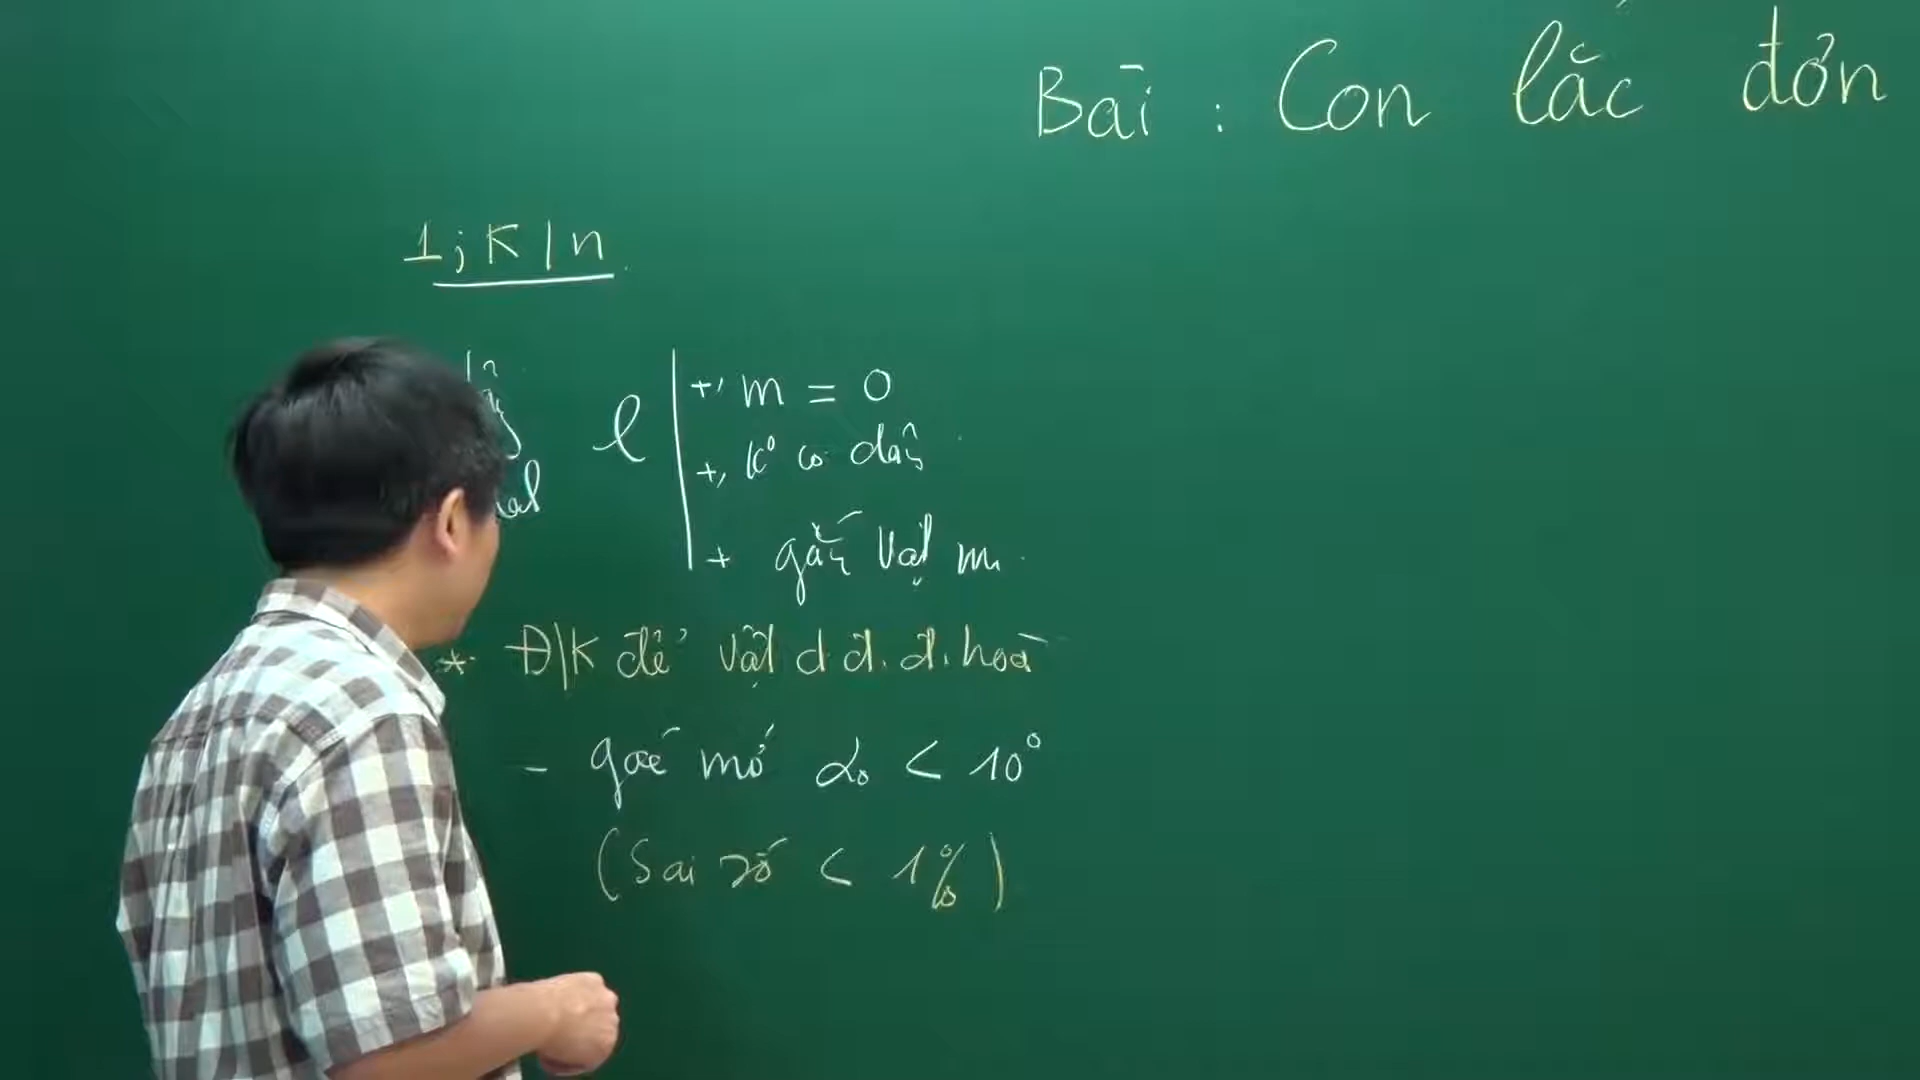 Bài : Con lắc đơn
1; K/n
l
+, m = 0
+, k° co dãn
+ gắn vật m
* Đ/K để vật d đ. đ. hoà
- góc mở α₀ < 10°
(Sai số < 1%)